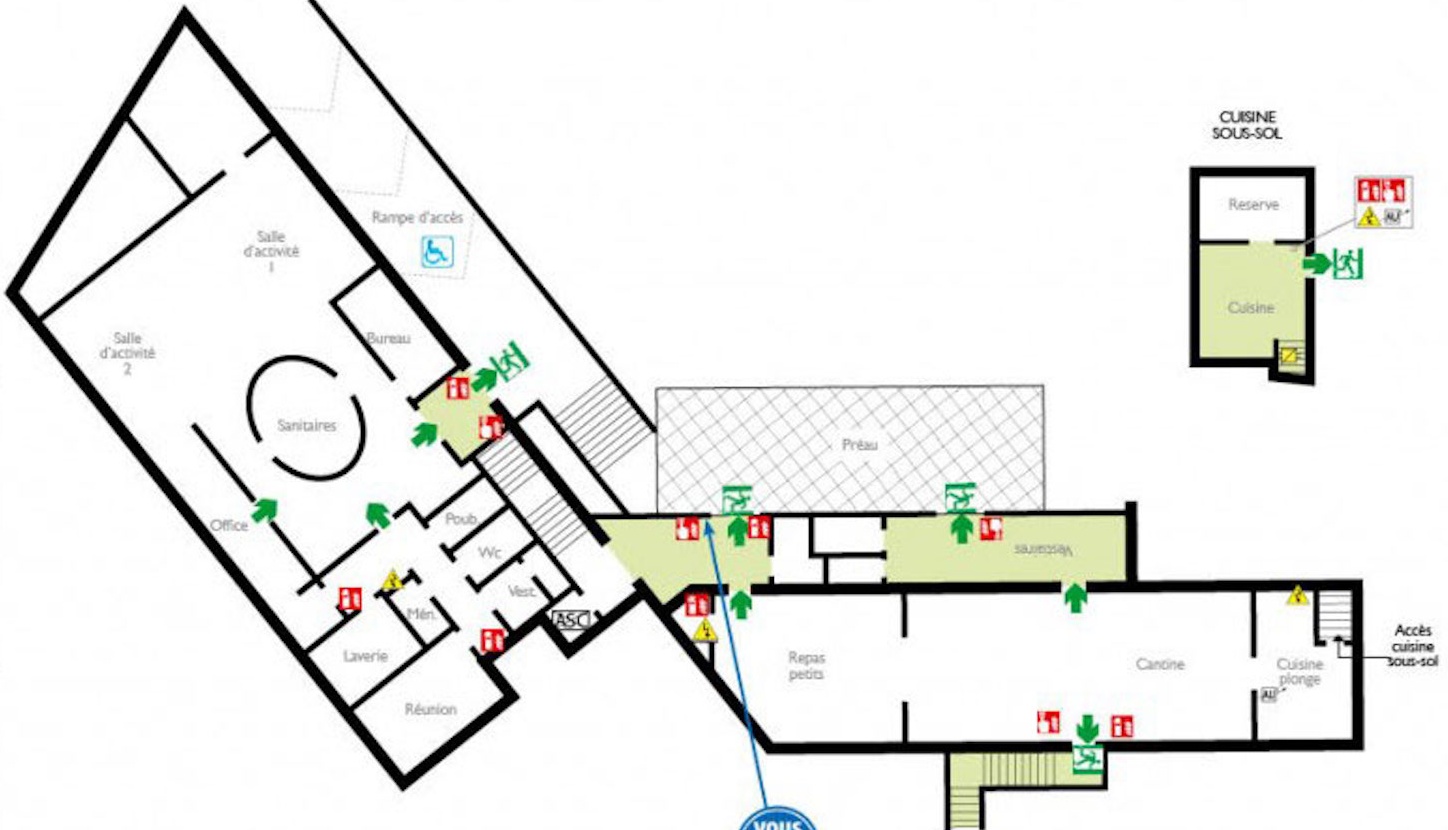 CUISINE
SOUS-SOL
Reserve
AU
Cuisine
Rampe d'accès
Salle
d'activité
1
Salle
d'activité
2
Bureau
Sanitaires
Office
Poub.
Wc
Vest.
Mén.
ASC
Laverie
Réunion
Préau
Vestiaires
Repas
petits
Cantine
Cuisine
plonge
AU
Accès
cuisine
sous-sol
VOUS